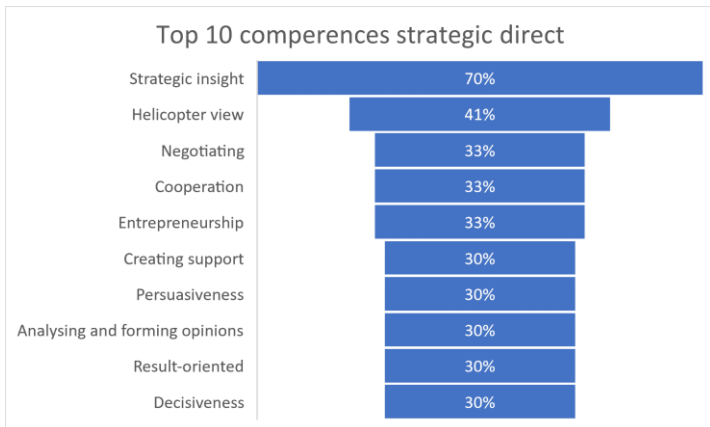 Top 10 comperences strategic direct
Strategic insight 70%
Helicopter view 41%
Negotiating 33%
Cooperation 33%
Entrepreneurship 33%
Creating support 30%
Persuasiveness 30%
Analysing and forming opinions 30%
Result-oriented 30%
Decisiveness 30%